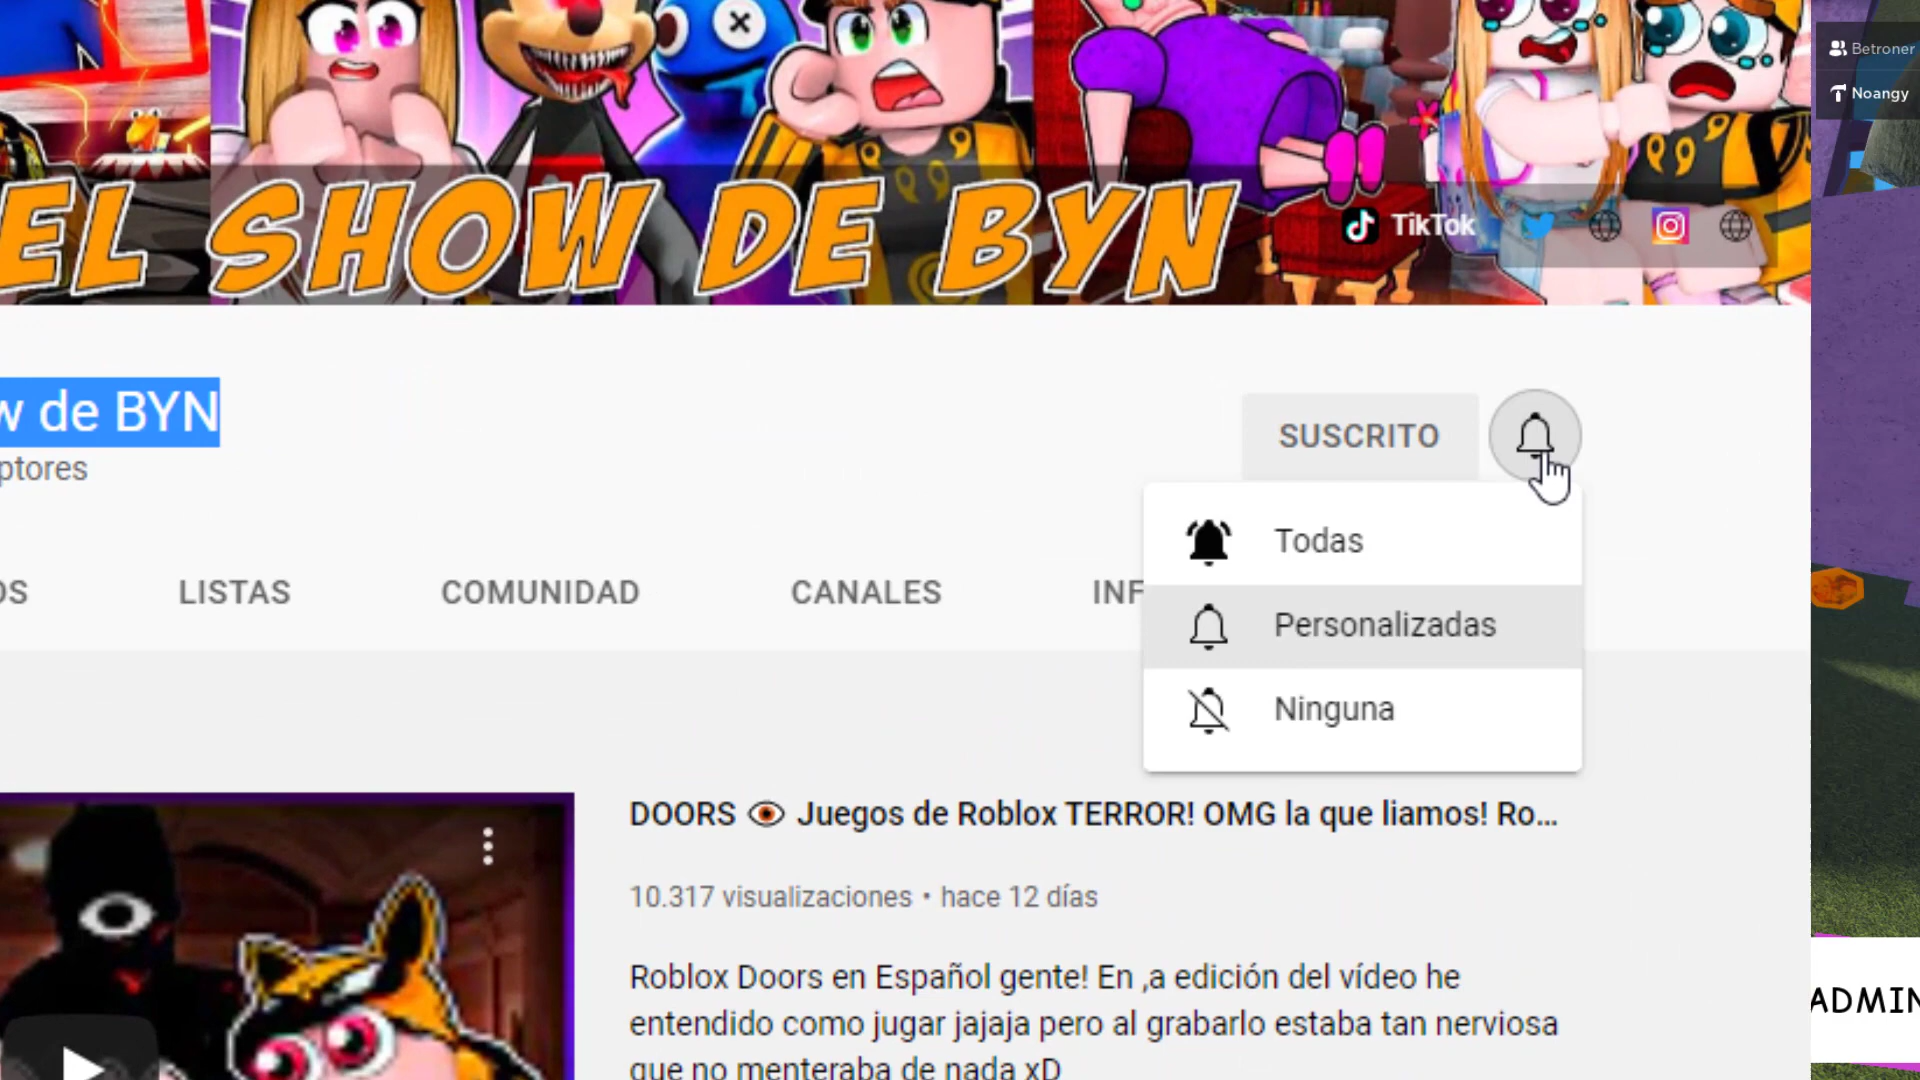 Betroner
Noangy
EL SHOW DE BYN
TikTok
w de BYN
ptores
SUSCRITO
Todas
Personalizadas
Ninguna
OS LISTAS COMUNIDAD CANALES INF
DOORS 👁 Juegos de Roblox TERROR! OMG la que liamos! Ro...
10.317 visualizaciones • hace 12 días
Roblox Doors en Español gente! En ,a edición del vídeo he
entendido como jugar jajaja pero al grabarlo estaba tan nerviosa
que no menteraba de nada xD
ADMIN